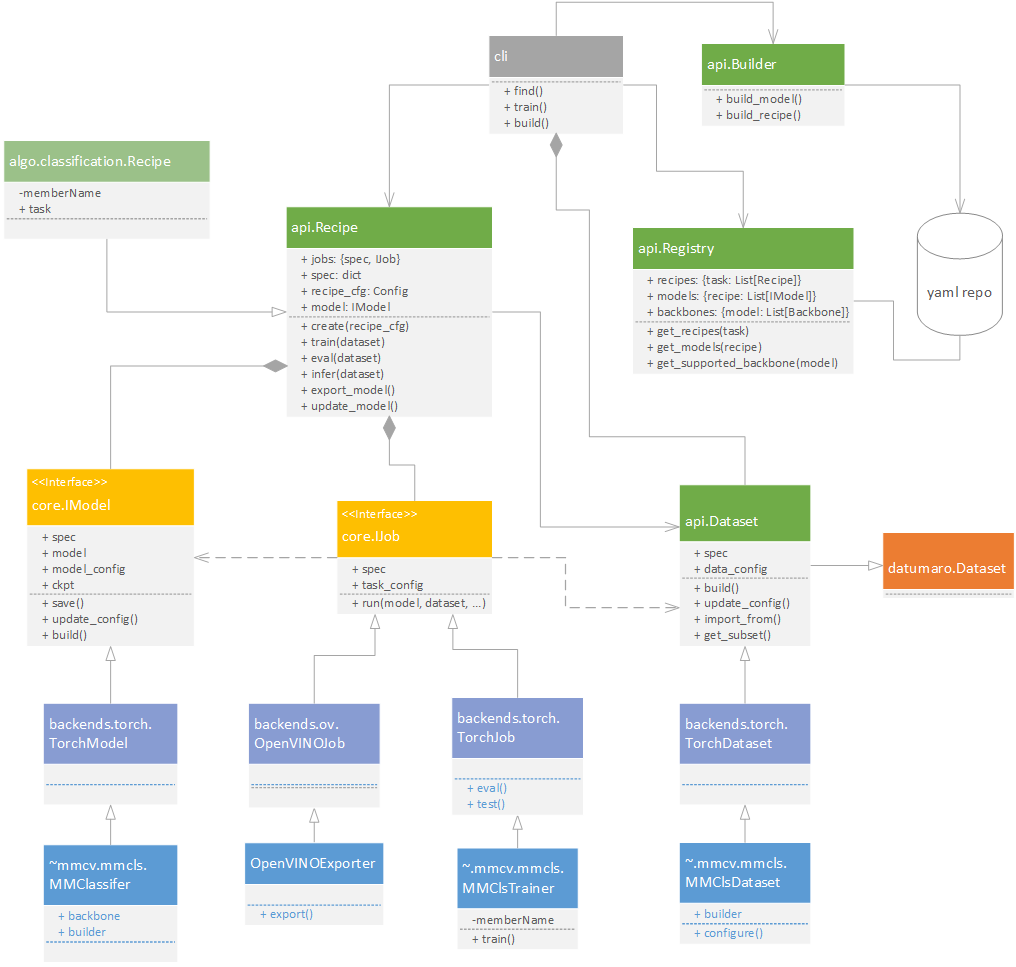 cli
+ find()
+ train()
+ build()
api.Builder
+ build_model()
+ build_recipe()
algo.classification.Recipe
-memberName
+ task
api.Recipe
+ jobs: {spec, IJob}
+ spec: dict
+ recipe_cfg: Config
+ model: IModel
+ create(recipe_cfg)
+ train(dataset)
+ eval(dataset)
+ infer(dataset)
+ export_model()
+ update_model()
api.Registry
+ recipes: {task: List[Recipe]}
+ models: {recipe: List[IModel]}
+ backbones: {model: List[Backbone]}
+ get_recipes(task)
+ get_models(recipe)
+ get_supported_backbone(model)
yaml repo
<<Interface>>
core.IModel
+ spec
+ model
+ model_config
+ ckpt
+ save()
+ update_config()
+ build()
<<Interface>>
core.IJob
+ spec
+ task_config
+ run(model, dataset, ...)
api.Dataset
+ spec
+ data_config
+ build()
+ update_config()
+ import_from()
+ get_subset()
datumaro.Dataset
backends.torch.
TorchModel
backends.ov.
OpenVINOJob
backends.torch.
TorchJob
+ eval()
+ test()
backends.torch.
TorchDataset
~mmcv.mmcls.
MMClassifer
+ backbone
+ builder
OpenVINOExporter
+ export()
~.mmcv.mmcls.
MMClsTrainer
-memberName
+ train()
~.mmcv.mmcls.
MMClsDataset
+ builder
+ configure()